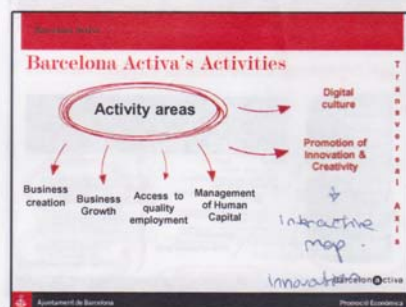 Barcelona Activa's Activities
Activity areas
Digital
culture
Promotion of
Innovation &
Creativity
Transversal Axis
Business
creation
Business
Growth
Access to
quality
employment
Management
of Human
Capital
interactive
map.
innovation
Barcelonactiva
Ajuntament de Barcelona
Promoció Econòmica